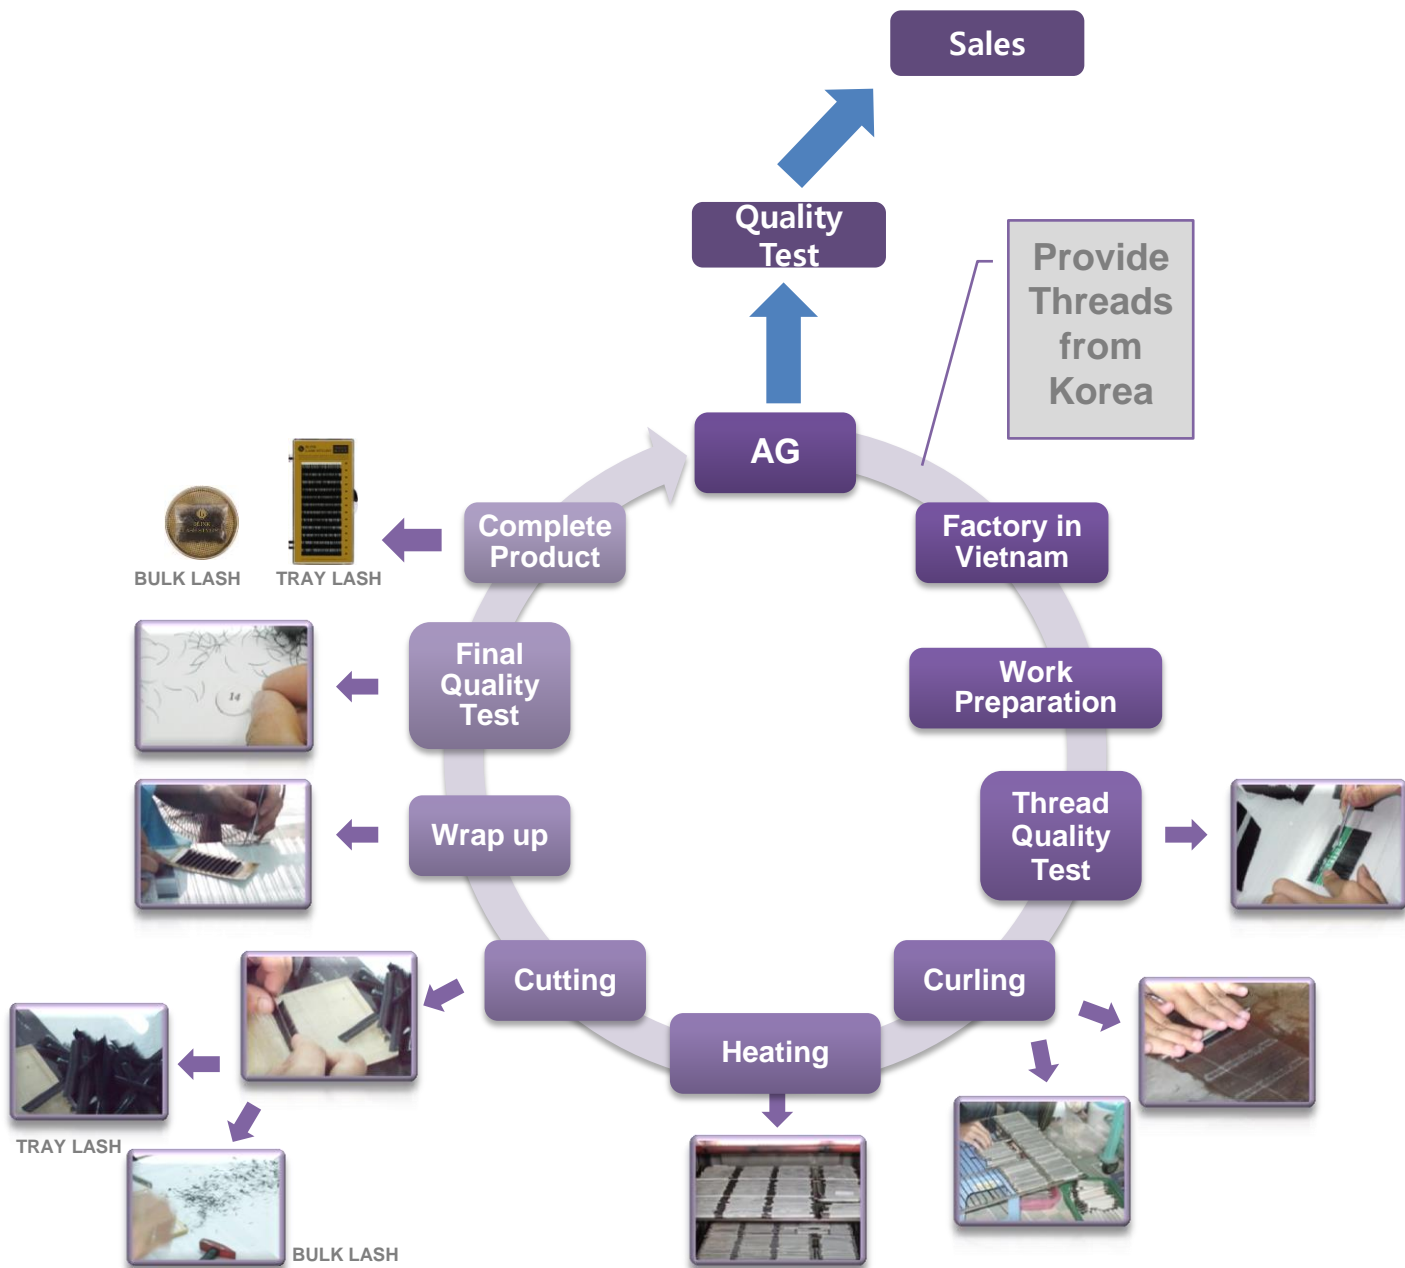 Sales
Quality
Test
Provide
Threads
from
Korea
AG
Factory in
Vietnam
Work
Preparation
Thread
Quality
Test
Curling
Heating
Cutting
Wrap up
Final
Quality
Test
14
Complete
Product
BULK LASH
TRAY LASH
TRAY LASH
BULK LASH